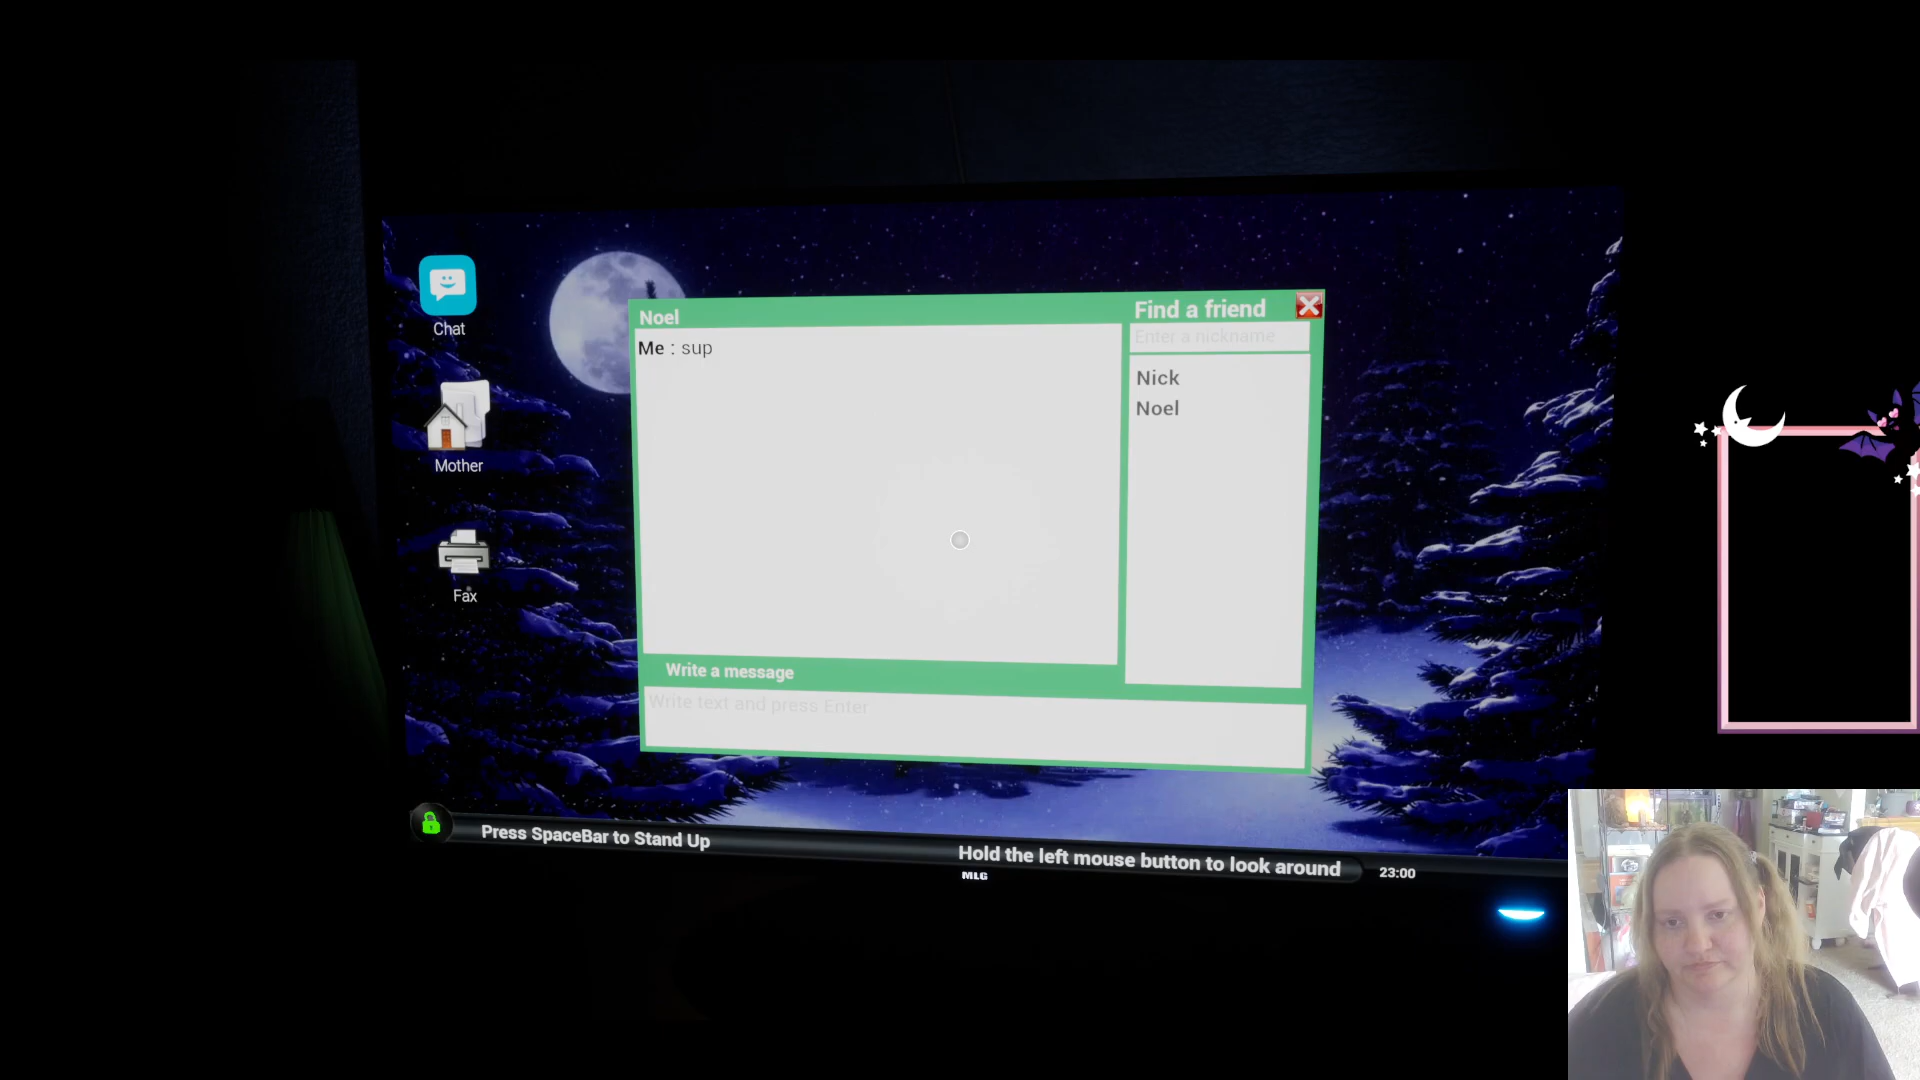 Noel
Find a friend
Me : sup
Enter a nickname
Nick
Noel
Chat
Mother
Fax
Write a message
Write text and press Enter
Press SpaceBar to Stand Up
Hold the left mouse button to look around
23:00
MLG